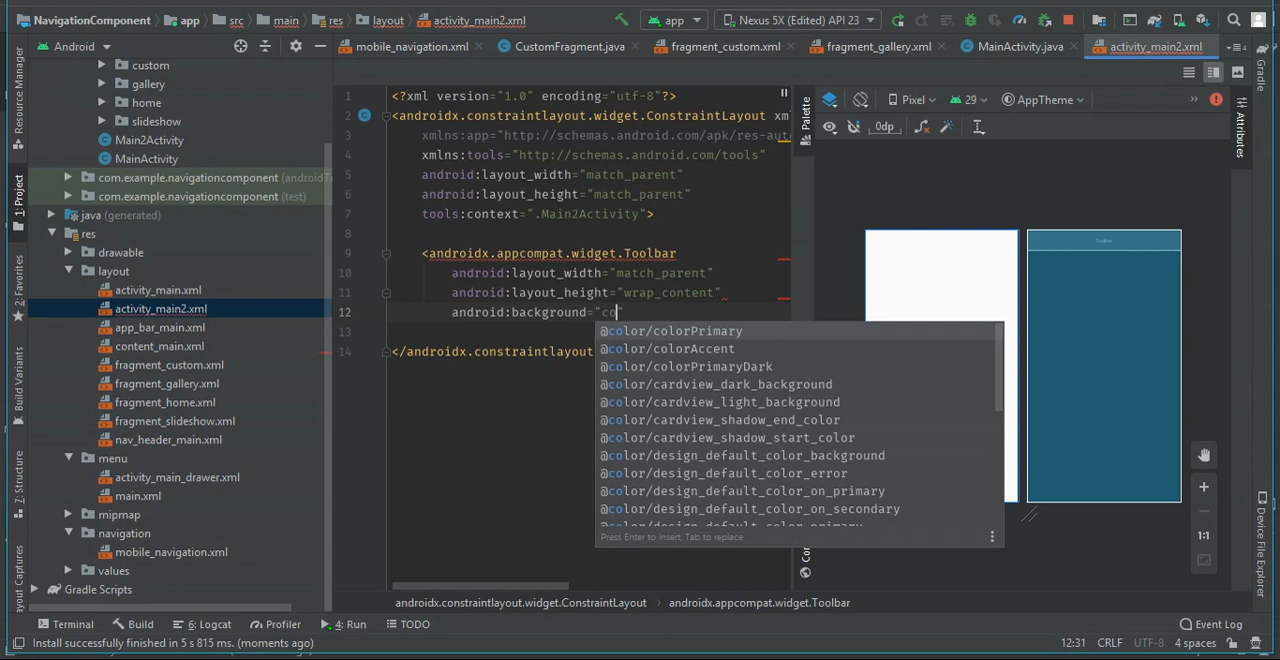 NavigationComponent app src main res layout activity_main2.xml app Nexus 5X (Edited) API 23
Android
mobile_navigation.xml CustomFragment.java fragment_custom.xml fragment_gallery.xml MainActivity.java activity_main2.xml
Resource Manager
1: Project
2: Favorites
Build Variants
7: Structure
Layout Captures
custom
gallery
home
slideshow
Main2Activity
MainActivity
com.example.navigationcomponent (androidT
com.example.navigationcomponent (test)
java (generated)
res
drawable
layout
activity_main.xml
activity_main2.xml
app_bar_main.xml
content_main.xml
fragment_custom.xml
fragment_gallery.xml
fragment_home.xml
fragment_slideshow.xml
nav_header_main.xml
menu
activity_main_drawer.xml
main.xml
mipmap
navigation
mobile_navigation.xml
values
Gradle Scripts
1 <?xml version="1.0" encoding="utf-8"?>
2 <androidx.constraintlayout.widget.ConstraintLayout xm
3 xmlns:app="http://schemas.android.com/apk/res-aut
4 xmlns:tools="http://schemas.android.com/tools"
5 android:layout_width="match_parent"
6 android:layout_height="match_parent"
7 tools:context=".Main2Activity">
8
9 <androidx.appcompat.widget.Toolbar
10 android:layout_width="match_parent"
11 android:layout_height="wrap_content"
12 android:background="co"
13
14 </androidx.constraintlayout
@color/colorPrimary
@color/colorAccent
@color/colorPrimaryDark
@color/cardview_dark_background
@color/cardview_light_background
@color/cardview_shadow_end_color
@color/cardview_shadow_start_color
@color/design_default_color_background
@color/design_default_color_error
@color/design_default_color_on_primary
@color/design_default_color_on_secondary
@color/design_default_color_primary
Press Enter to insert, Tab to replace
Palette
Pixel 29 AppTheme
0dp
Toolbar
1:1
Co
Gradle
Attributes
Device File Explorer
androidx.constraintlayout.widget.ConstraintLayout androidx.appcompat.widget.Toolbar
Terminal Build 6: Logcat Profiler 4: Run TODO Event Log
Install successfully finished in 5 s 815 ms. (moments ago) 12:31 CRLF UTF-8 4 spaces